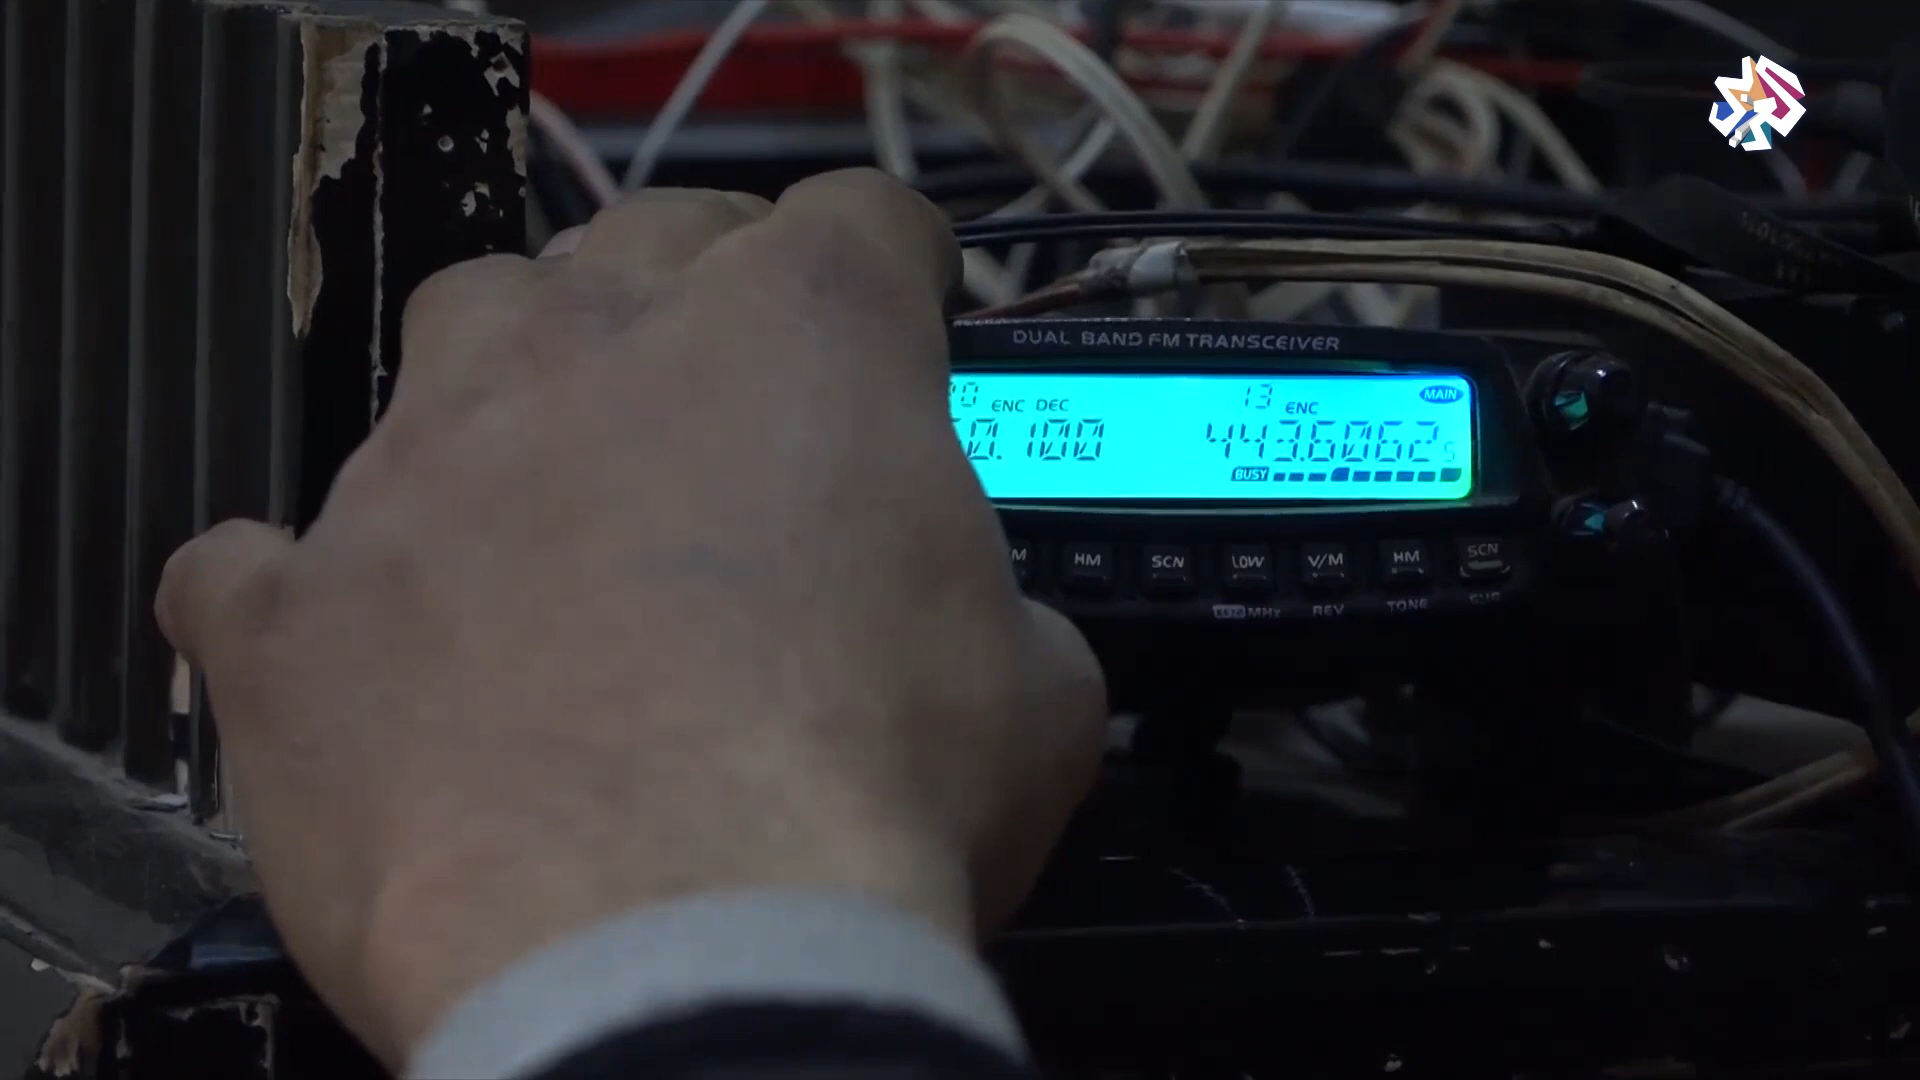 DUAL BAND FM TRANSCEIVER
13 MAIN
ENC DEC ENC
0.100 443.6062
BUSY
HM SCN LOW V/M HM SCN
MHz REV TONE